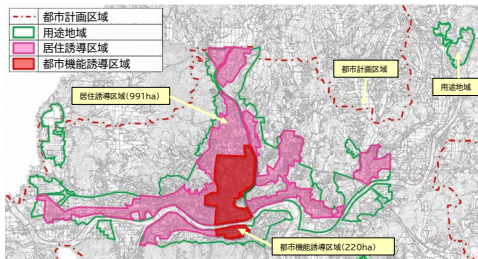 都市計画区域
用途地域
居住誘導区域
都市機能誘導区域
都市計画区域
用途地域
居住誘導区域(991ha)
都市機能誘導区域(220ha)